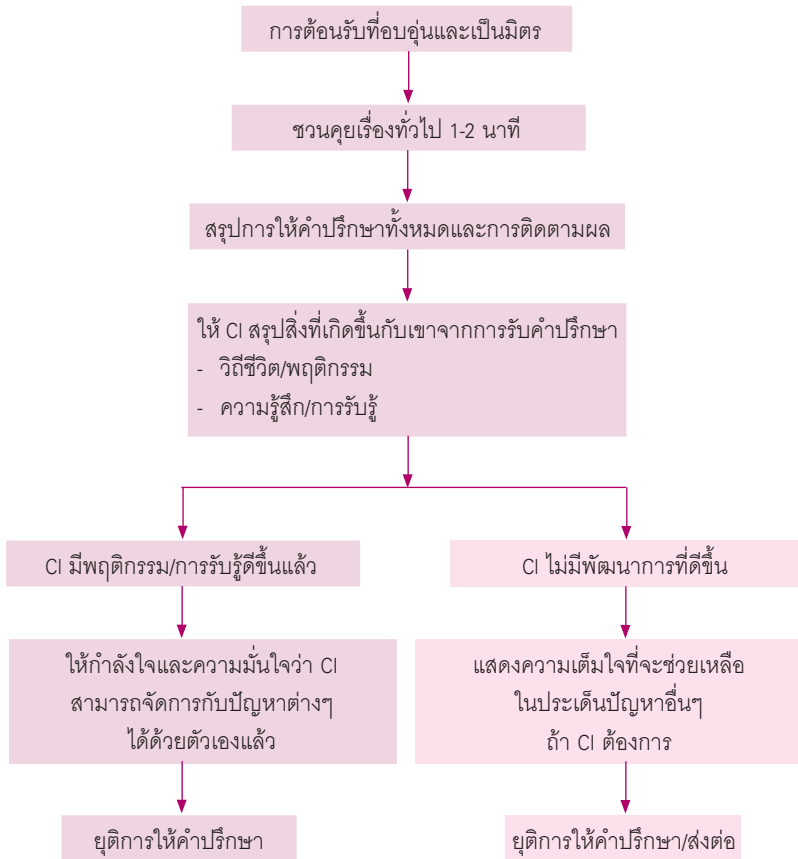 การต้อนรับที่อบอุ่นและเป็นมิตร
ชวนคุยเรื่องทั่วไป 1-2 นาที
สรุปการให้คำปรึกษาทั้งหมดและการติดตามผล
ให้ Cl สรุปสิ่งที่เกิดขึ้นกับเขาจากการรับคำปรึกษา
- วิถีชีวิต/พฤติกรรม
- ความรู้สึก/การรับรู้
Cl มีพฤติกรรม/การรับรู้ดีขึ้นแล้ว
ให้กำลังใจและความมั่นใจว่า Cl
สามารถจัดการกับปัญหาต่างๆ
ได้ด้วยตัวเองแล้ว
ยุติการให้คำปรึกษา
Cl ไม่มีพัฒนาการที่ดีขึ้น
แสดงความเต็มใจที่จะช่วยเหลือ
ในประเด็นปัญหาอื่นๆ
ถ้า Cl ต้องการ
ยุติการให้คำปรึกษา/ส่งต่อ